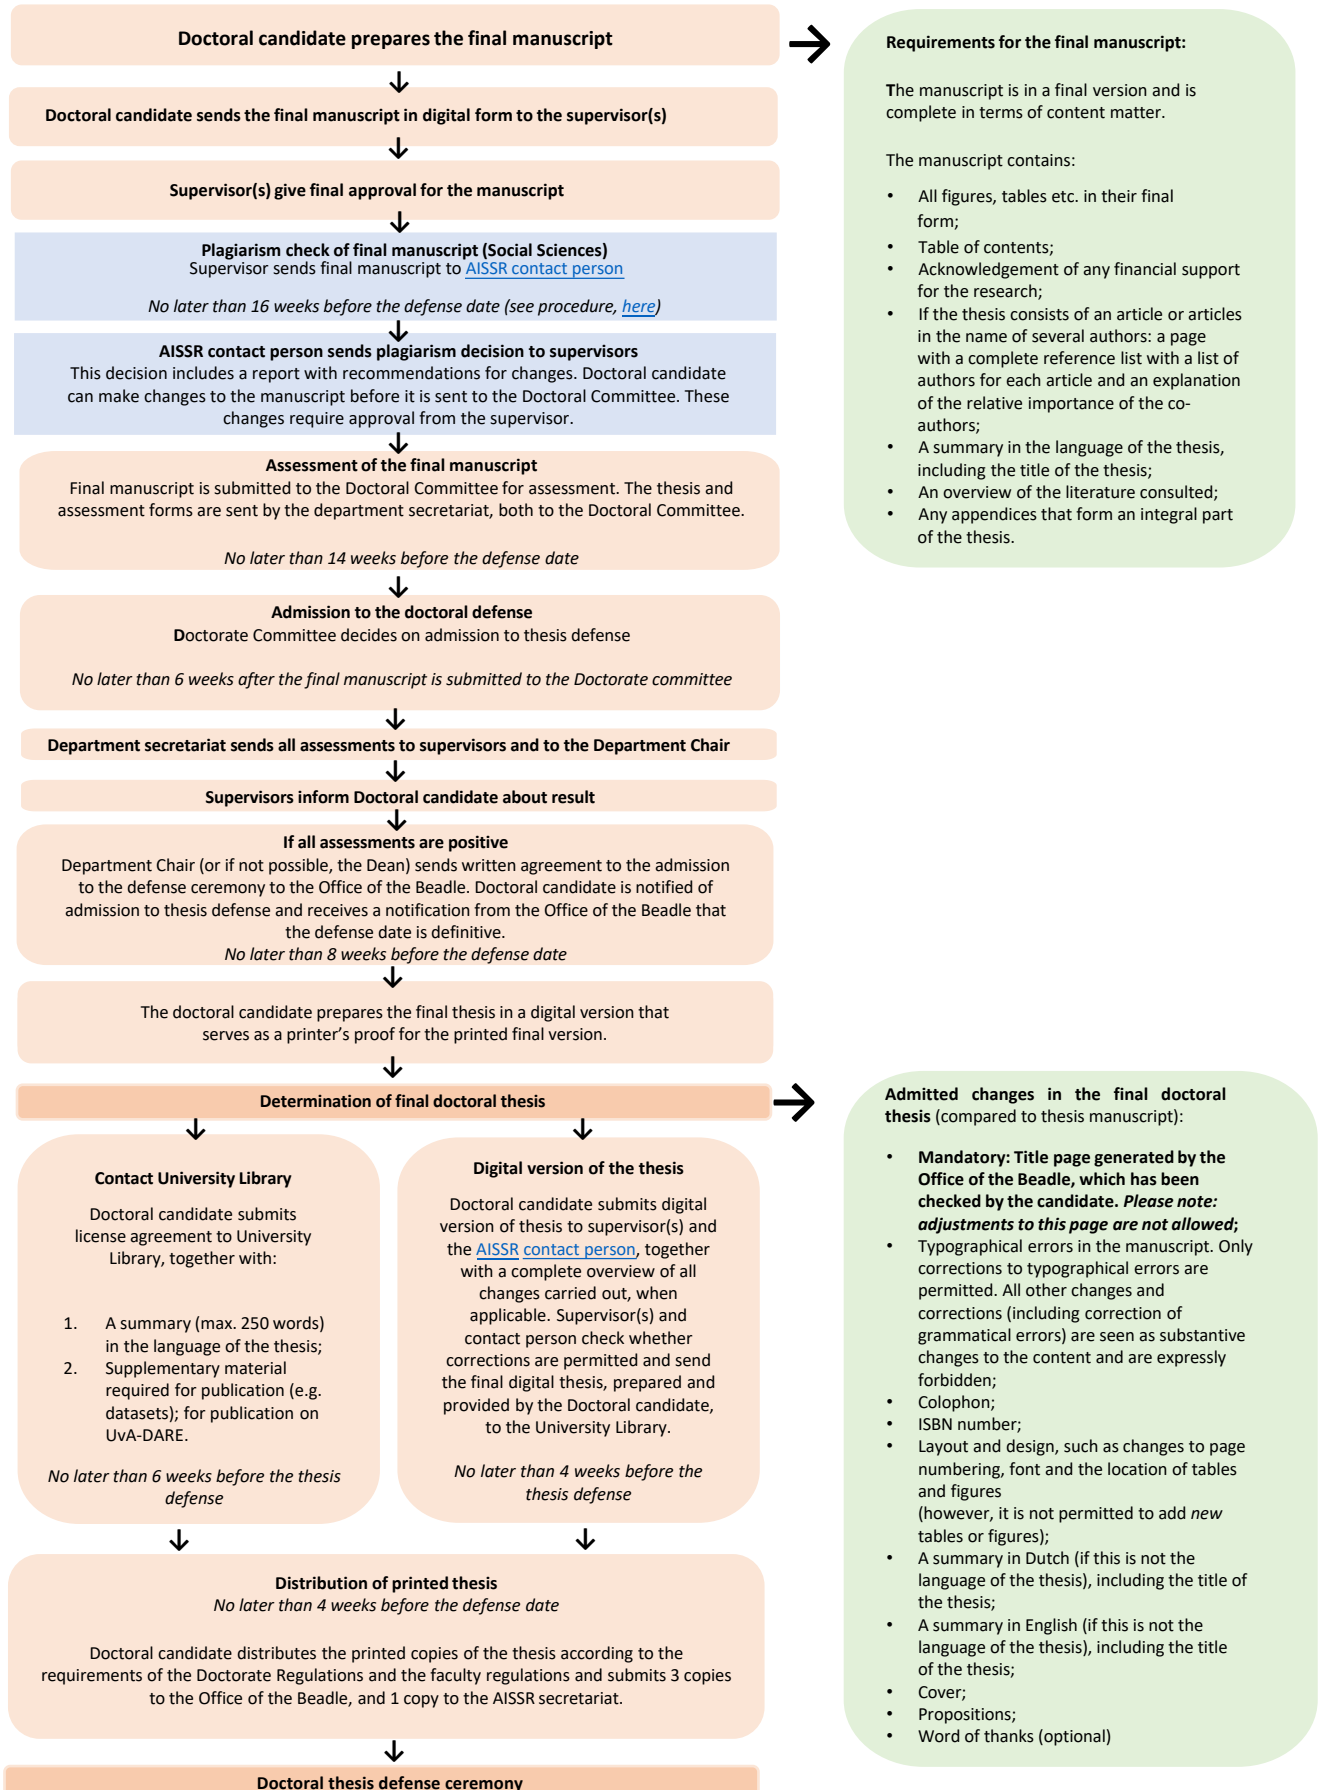 Doctoral candidate prepares the final manuscript
Doctoral candidate sends the final manuscript in digital form to the supervisor(s)
Supervisor(s) give final approval for the manuscript
Plagiarism check of final manuscript (Social Sciences)
Supervisor sends final manuscript to AISSR contact person
No later than 16 weeks before the defense date (see procedure, here)
AISSR contact person sends plagiarism decision to supervisors
This decision includes a report with recommendations for changes. Doctoral candidate
can make changes to the manuscript before it is sent to the Doctoral Committee. These
changes require approval from the supervisor.
Assessment of the final manuscript
Final manuscript is submitted to the Doctoral Committee for assessment. The thesis and
assessment forms are sent by the department secretariat, both to the Doctoral Committee.
No later than 14 weeks before the defense date
Admission to the doctoral defense
Doctorate Committee decides on admission to thesis defense
No later than 6 weeks after the final manuscript is submitted to the Doctorate committee
Department secretariat sends all assessments to supervisors and to the Department Chair
Supervisors inform Doctoral candidate about result
If all assessments are positive
Department Chair (or if not possible, the Dean) sends written agreement to the admission
to the defense ceremony to the Office of the Beadle. Doctoral candidate is notified of
admission to thesis defense and receives a notification from the Office of the Beadle that
the defense date is definitive.
No later than 8 weeks before the defense date
The doctoral candidate prepares the final thesis in a digital version that
serves as a printer's proof for the printed final version.
Determination of final doctoral thesis
Contact University Library
Doctoral candidate submits
license agreement to University
Library, together with:
1. A summary (max. 250 words)
in the language of the thesis;
2. Supplementary material
required for publication (e.g.
datasets); for publication on
UvA-DARE.
No later than 6 weeks before the thesis
defense
Digital version of the thesis
Doctoral candidate submits digital
version of thesis to supervisor(s) and
the AISSR contact person, together
with a complete overview of all
changes carried out, when
applicable. Supervisor(s) and
contact person check whether
corrections are permitted and send
the final digital thesis, prepared and
provided by the Doctoral candidate,
to the University Library.
No later than 4 weeks before the
thesis defense
Distribution of printed thesis
No later than 4 weeks before the defense date
Doctoral candidate distributes the printed copies of the thesis according to the
requirements of the Doctorate Regulations and the faculty regulations and submits 3 copies
to the Office of the Beadle, and 1 copy to the AISSR secretariat.
Doctoral thesis defense ceremony
Requirements for the final manuscript:
The manuscript is in a final version and is
complete in terms of content matter.
The manuscript contains:
• All figures, tables etc. in their final
form;
• Table of contents;
• Acknowledgement of any financial support
for the research;
• If the thesis consists of an article or articles
in the name of several authors: a page
with a complete reference list with a list of
authors for each article and an explanation
of the relative importance of the co-
authors;
• A summary in the language of the thesis,
including the title of the thesis;
• An overview of the literature consulted;
• Any appendices that form an integral part
of the thesis.
Admitted changes in the final doctoral
thesis (compared to thesis manuscript):
• Mandatory: Title page generated by the
Office of the Beadle, which has been
checked by the candidate. Please note:
adjustments to this page are not allowed;
• Typographical errors in the manuscript. Only
corrections to typographical errors are
permitted. All other changes and
corrections (including correction of
grammatical errors) are seen as substantive
changes to the content and are expressly
forbidden;
• Colophon;
• ISBN number;
• Layout and design, such as changes to page
numbering, font and the location of tables
and figures
(however, it is not permitted to add new
tables or figures);
• A summary in Dutch (if this is not the
language of the thesis), including the title of
the thesis;
• A summary in English (if this is not the
language of the thesis), including the title
of the thesis;
• Cover;
• Propositions;
• Word of thanks (optional)